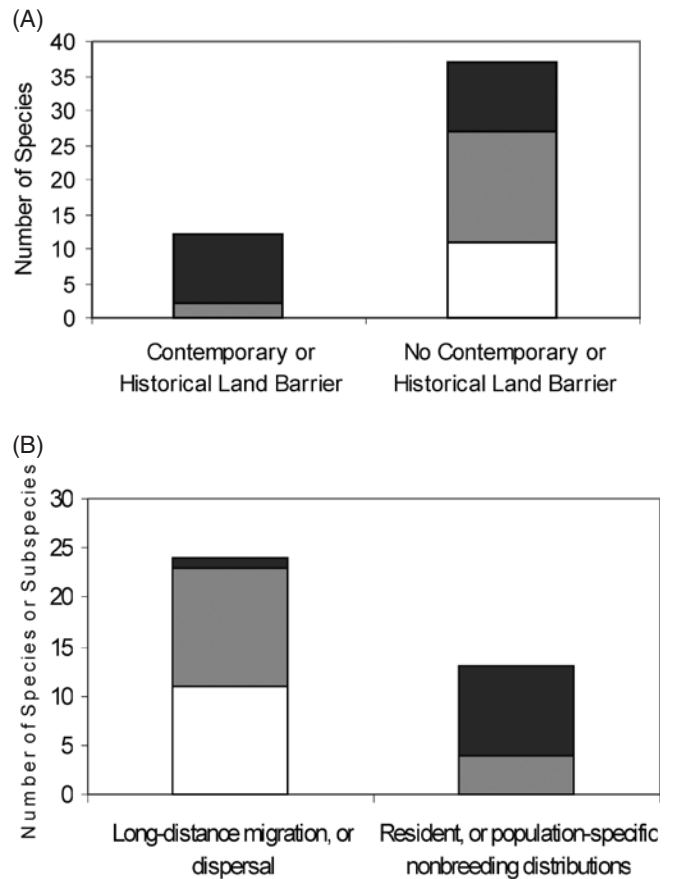 (A)
Number of Species
40
35
30
25
20
15
10
5
0
Contemporary or
Historical Land Barrier
No Contemporary or
Historical Land Barrier
(B)
Number of Species or Subspecies
30
25
20
15
10
5
0
Long-distance migration, or
dispersal
Resident, or population-specific
nonbreeding distributions